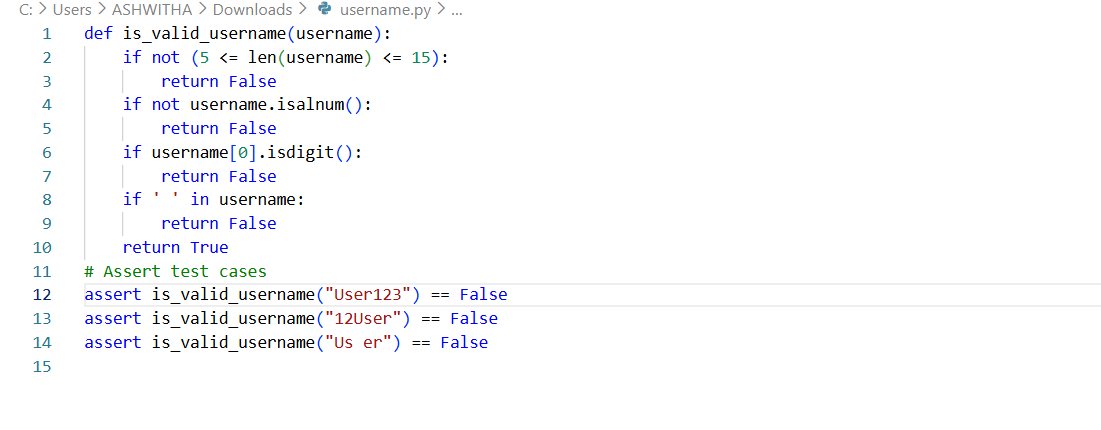 C: > Users > ASHWITHA > Downloads > username.py > ...
1 def is_valid_username(username):
2     if not (5 <= len(username) <= 15):
3         return False
4     if not username.isalnum():
5         return False
6     if username[0].isdigit():
7         return False
8     if ' ' in username:
9         return False
10     return True
11 # Assert test cases
12 assert is_valid_username("User123") == False
13 assert is_valid_username("12User") == False
14 assert is_valid_username("Us er") == False
15